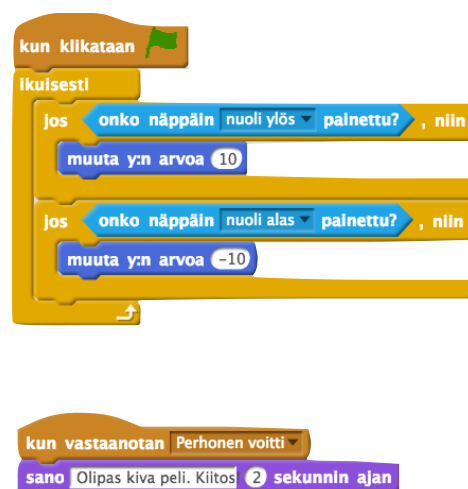 kun klikataan
ikuisesti
jos onko näppäin nuoli ylös painettu? , niin
muuta y:n arvoa 10
jos onko näppäin nuoli alas painettu? , niin
muuta y:n arvoa -10
kun vastaanotan Perhonen voitti
sano Olipas kiva peli. Kiitos 2 sekunnin ajan